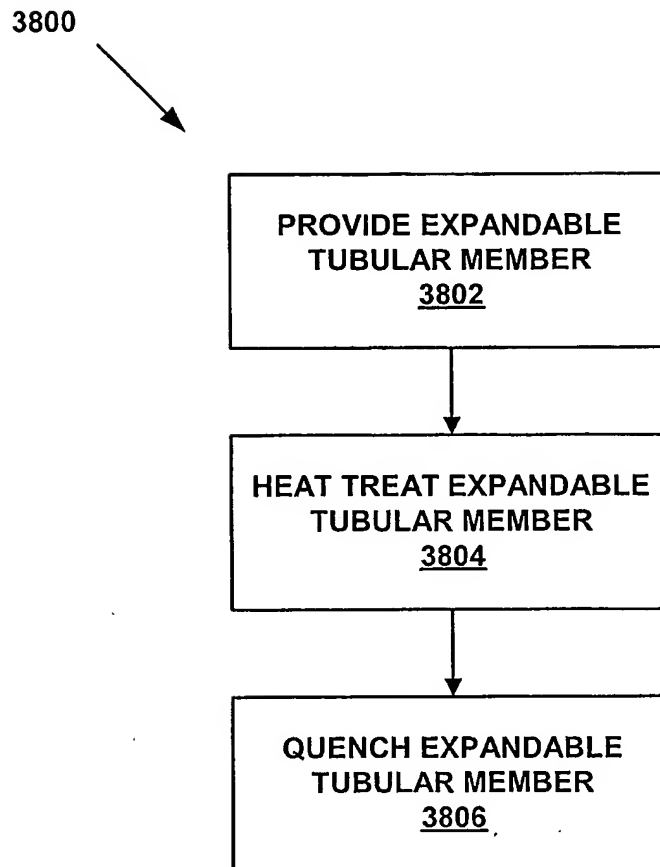 3800
PROVIDE EXPANDABLE
TUBULAR MEMBER
3802
HEAT TREAT EXPANDABLE
TUBULAR MEMBER
3804
QUENCH EXPANDABLE
TUBULAR MEMBER
3806